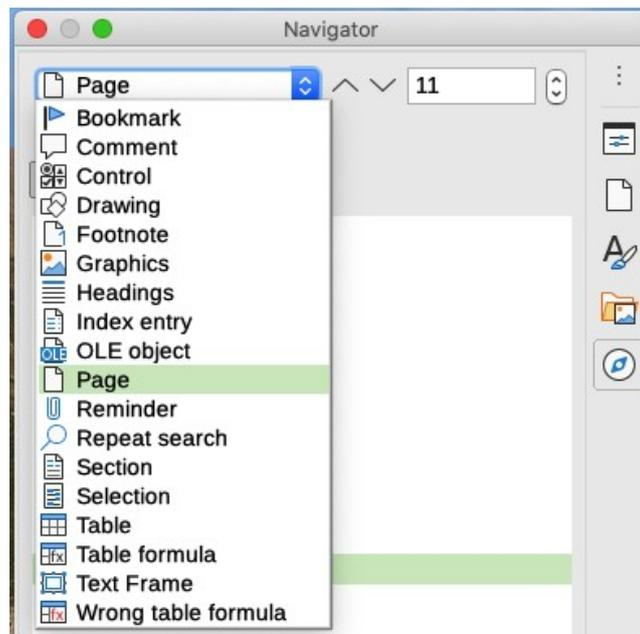 Navigator
Page 11
Bookmark
Comment
Control
Drawing
Footnote
Graphics
Headings
Index entry
OLE object
Page
Reminder
Repeat search
Section
Selection
Table
Table formula
Text Frame
Wrong table formula